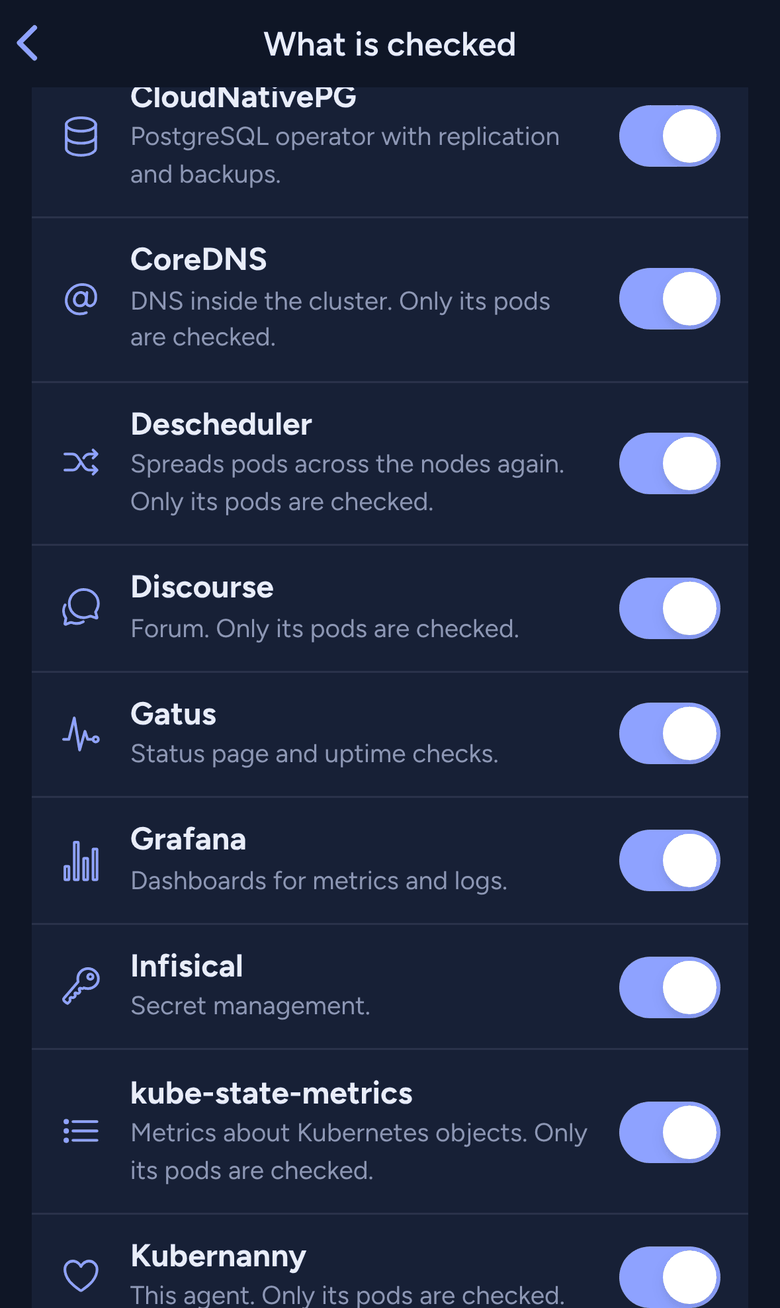 What is checked
CloudNativePG
PostgreSQL operator with replication
and backups.
CoreDNS
DNS inside the cluster. Only its pods
are checked.
Descheduler
Spreads pods across the nodes again.
Only its pods are checked.
Discourse
Forum. Only its pods are checked.
Gatus
Status page and uptime checks.
Grafana
Dashboards for metrics and logs.
Infisical
Secret management.
kube-state-metrics
Metrics about Kubernetes objects. Only
its pods are checked.
Kubernanny
This agent. Only its pods are checked.